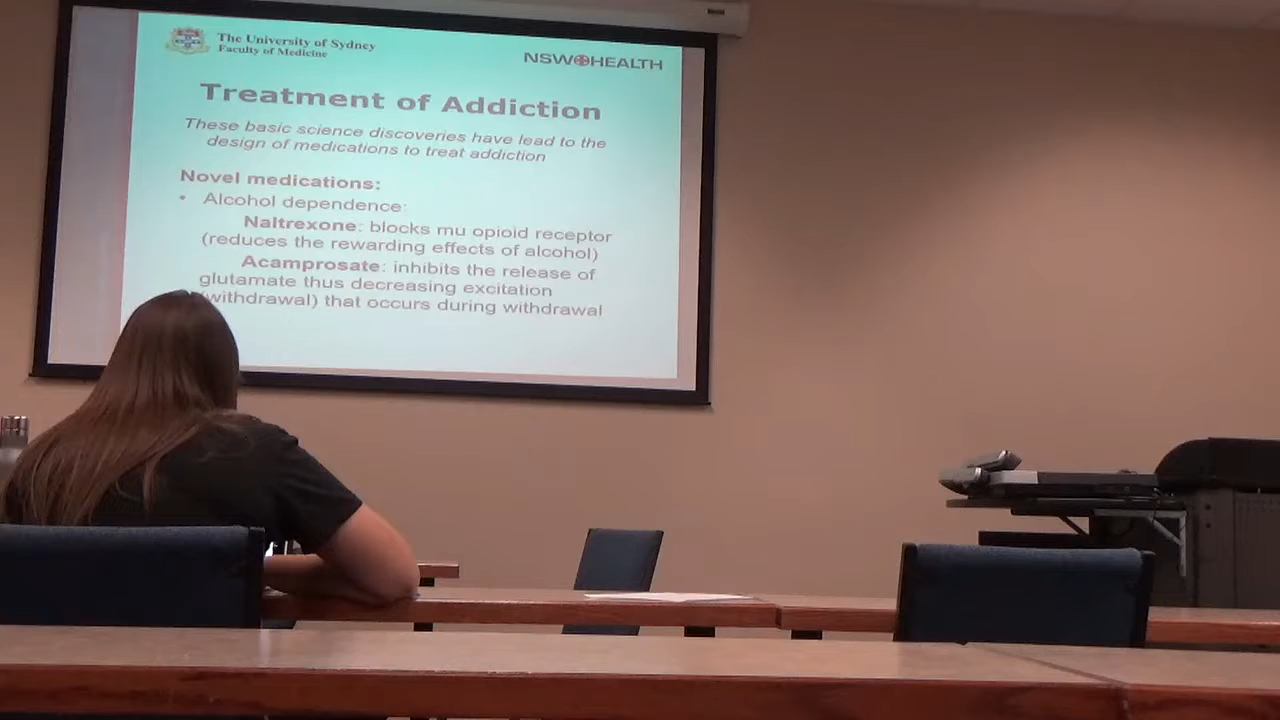 The University of Sydney
Faculty of Medicine
NSW HEALTH
Treatment of Addiction
These basic science discoveries have lead to the
design of medications to treat addiction
Novel medications:
• Alcohol dependence:
Naltrexone: blocks mu opioid receptor
(reduces the rewarding effects of alcohol)
Acamprosate: inhibits the release of
glutamate thus decreasing excitation
(withdrawal) that occurs during withdrawal